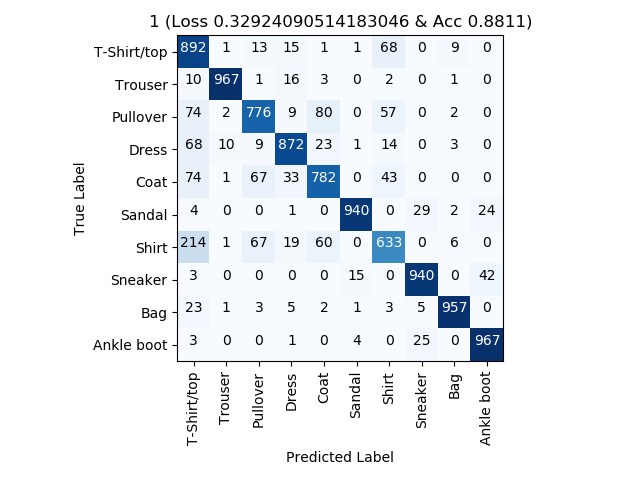 1 (Loss 0.32924090514183046 & Acc 0.8811)
T-Shirt/top 892 1 13 15 1 1 68 0 9 0
Trouser 10 967 1 16 3 0 2 0 1 0
Pullover 74 2 776 9 80 0 57 0 2 0
Dress 68 10 9 872 23 1 14 0 3 0
Coat 74 1 67 33 782 0 43 0 0 0
Sandal 4 0 0 1 0 940 0 29 2 24
Shirt 214 1 67 19 60 0 633 0 6 0
Sneaker 3 0 0 0 0 15 0 940 0 42
Bag 23 1 3 5 2 1 3 5 957 0
Ankle boot 3 0 0 1 0 4 0 25 0 967
True Label
T-Shirt/top Trouser Pullover Dress Coat Sandal Shirt Sneaker Bag Ankle boot
Predicted Label